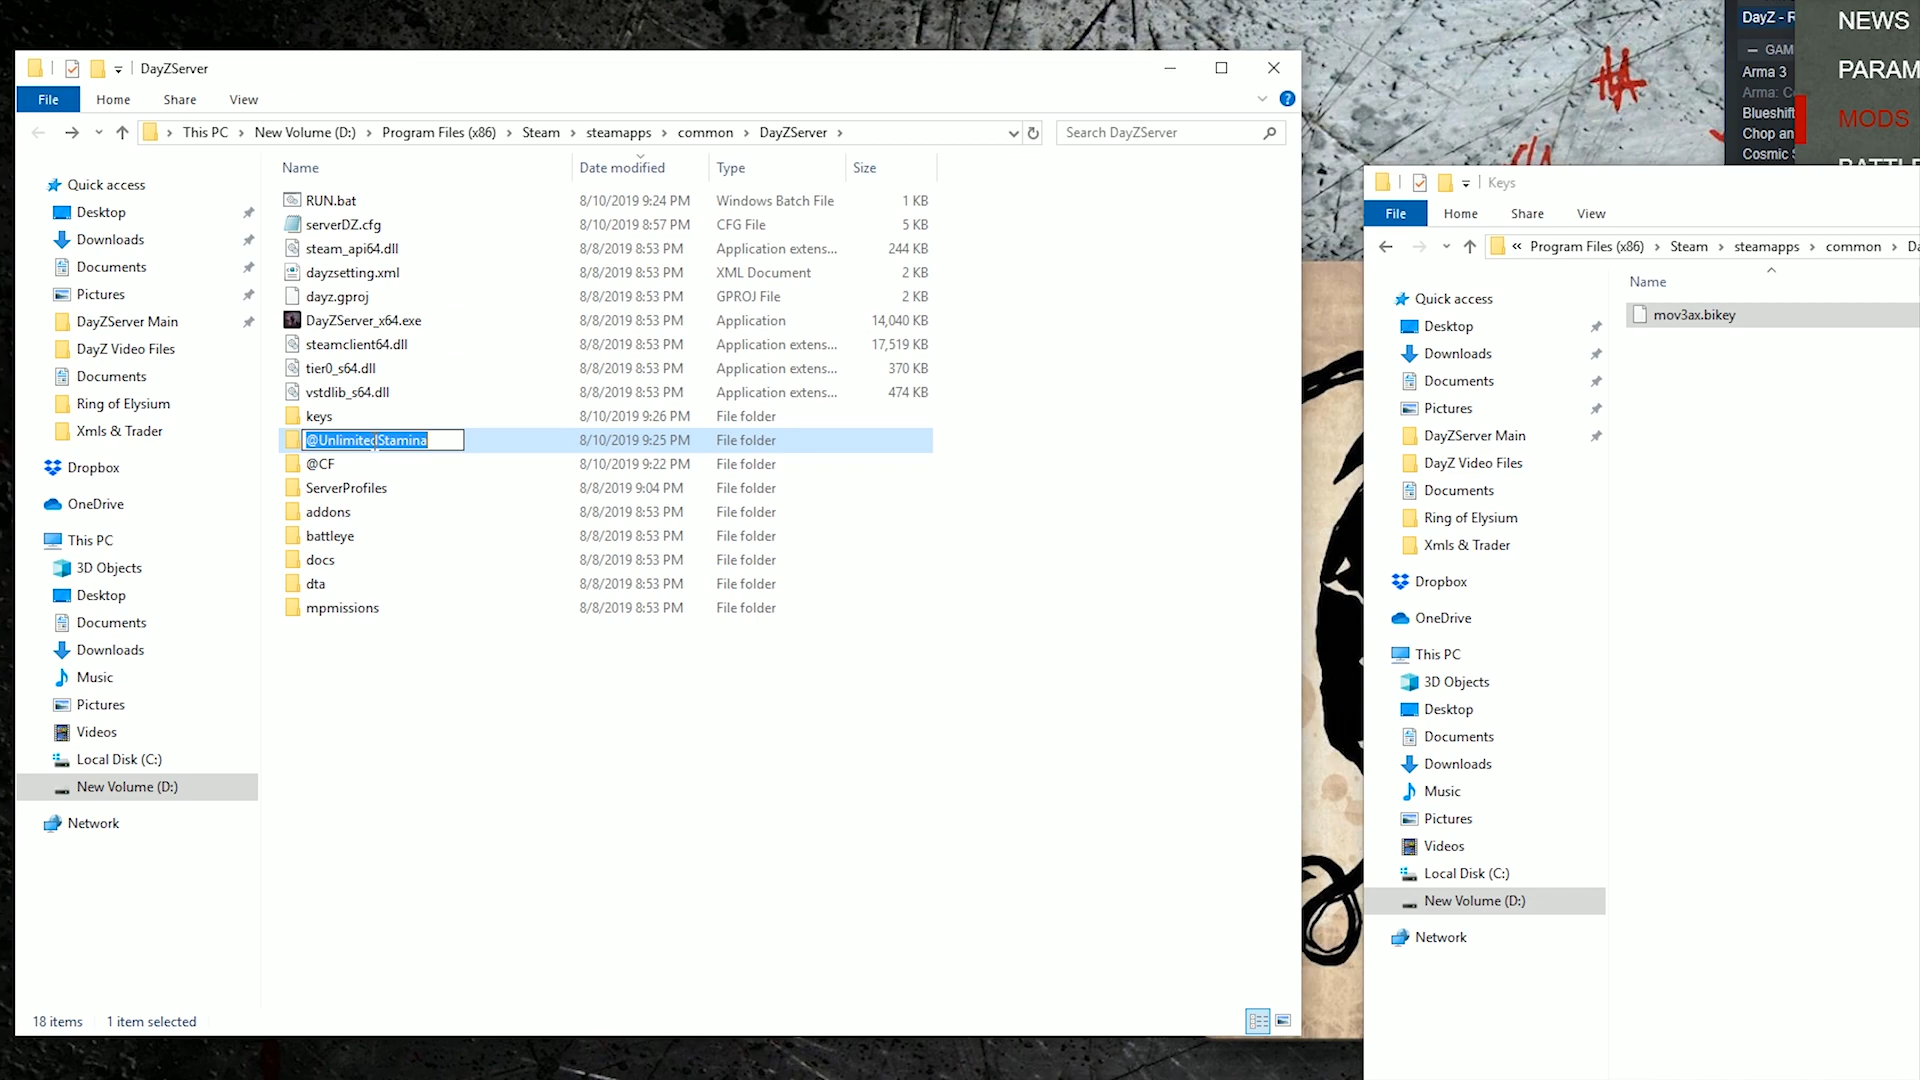 DayZServer
File Home Share View
This PC New Volume (D:) Program Files (x86) Steam steamapps common DayZServer
Search DayZServer
Name Date modified Type Size
RUN.bat 8/10/2019 9:24 PM Windows Batch File 1 KB
serverDZ.cfg 8/10/2019 8:57 PM CFG File 5 KB
steam_api64.dll 8/8/2019 8:53 PM Application extens... 244 KB
dayzsetting.xml 8/8/2019 8:53 PM XML Document 2 KB
dayz.gproj 8/8/2019 8:53 PM GPROJ File 2 KB
DayZServer_x64.exe 8/8/2019 8:53 PM Application 14,040 KB
steamclient64.dll 8/8/2019 8:53 PM Application extens... 17,519 KB
tier0_s64.dll 8/8/2019 8:53 PM Application extens... 370 KB
vstdlib_s64.dll 8/8/2019 8:53 PM Application extens... 474 KB
keys 8/10/2019 9:26 PM File folder
@UnlimitedStamina 8/10/2019 9:25 PM File folder
@CF 8/10/2019 9:22 PM File folder
ServerProfiles 8/8/2019 9:04 PM File folder
addons 8/8/2019 8:53 PM File folder
battleye 8/8/2019 8:53 PM File folder
docs 8/8/2019 8:53 PM File folder
dta 8/8/2019 8:53 PM File folder
mpmissions 8/8/2019 8:53 PM File folder
Quick access
Desktop
Downloads
Documents
Pictures
DayZServer Main
DayZ Video Files
Documents
Ring of Elysium
Xmls & Trader
Dropbox
OneDrive
This PC
3D Objects
Desktop
Documents
Downloads
Music
Pictures
Videos
Local Disk (C:)
New Volume (D:)
Network
18 items 1 item selected
DayZ - R
GAM
Arma 3
Arma: C
Blueshift
Chop an
Cosmic S
NEWS
PARAM
MODS
BATTL
Keys
File Home Share View
« Program Files (x86) Steam steamapps common Da
Name
mov3ax.bikey
Quick access
Desktop
Downloads
Documents
Pictures
DayZServer Main
DayZ Video Files
Documents
Ring of Elysium
Xmls & Trader
Dropbox
OneDrive
This PC
3D Objects
Desktop
Documents
Downloads
Music
Pictures
Videos
Local Disk (C:)
New Volume (D:)
Network